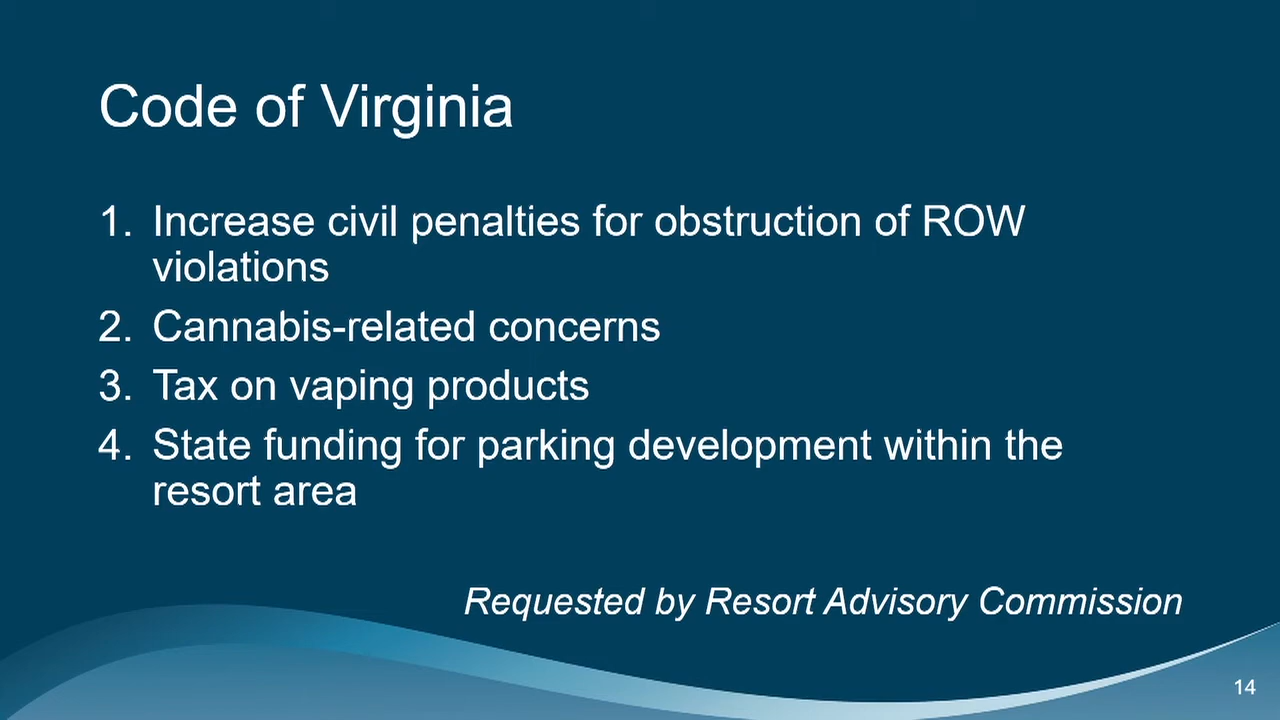 Code of Virginia
1. Increase civil penalties for obstruction of ROW
violations
2. Cannabis-related concerns
3. Tax on vaping products
4. State funding for parking development within the
resort area
Requested by Resort Advisory Commission
14